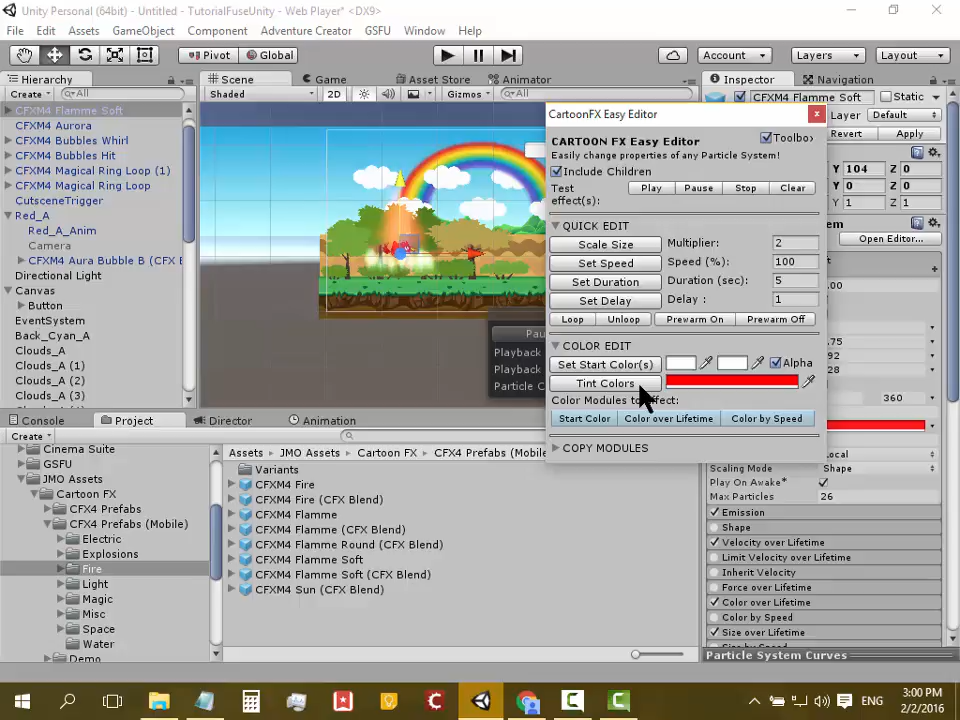 Unity Personal (64bit) - Untitled - TutorialFuseUnity - Web Player* <DX9>
File Edit Assets GameObject Component Adventure Creator GSFU Window Help
Pivot Global Account Layers Layout
Hierarchy Scene Game Asset Store Animator Inspector Navigation
Create All Shaded 2D Gizmos All CFXM4 Flamme Soft Static
CFXM4 Flamme Soft
CFXM4 Aurora
CFXM4 Bubbles Whirl
CFXM4 Bubbles Hit
CFXM4 Magical Ring Loop (1)
CFXM4 Magical Ring Loop
CutsceneTrigger
Red_A
Red_A_Anim
Camera
CFXM4 Aura Bubble B (CFX E
Directional Light
Canvas
Button
EventSystem
Back_Cyan_A
Clouds_A
Clouds_A (1)
Clouds_A (2)
Clouds_A (3)
Clouds_A (4)
Pau
Playback
Playback
Particle C
CartoonFX Easy Editor x
CARTOON FX Easy Editor Toolbox
Easily change properties of any Particle System!
Include Children
Test effect(s): Play Pause Stop Clear
QUICK EDIT
Scale Size Multiplier: 2
Set Speed Speed (%): 100
Set Duration Duration (sec): 5
Set Delay Delay : 1
Loop Unloop Prewarm On Prewarm Off
COLOR EDIT
Set Start Color(s) Alpha
Tint Colors
Color Modules to Effect:
Start Color Color over Lifetime Color by Speed
COPY MODULES
Layer Default
Revert Apply
Y 104 Z 0
Y 0 Z 0
Y 1 Z 1
em
Open Editor...
.00
.75
92
28
360
Local
Scaling Mode Shape
Play On Awake*
Max Particles 26
Emission
Shape
Velocity over Lifetime
Limit Velocity over Lifetime
Inherit Velocity
Force over Lifetime
Color over Lifetime
Color by Speed
Size over Lifetime
Particle System Curves
Console Project Director Animation
Create
Cinema Suite
GSFU
JMO Assets
Cartoon FX
CFX4 Prefabs
CFX4 Prefabs (Mobile)
Electric
Explosions
Fire
Light
Magic
Misc
Space
Water
Demo
Assets JMO Assets Cartoon FX CFX4 Prefabs (Mobile
Variants
CFXM4 Fire
CFXM4 Fire (CFX Blend)
CFXM4 Flamme
CFXM4 Flamme (CFX Blend)
CFXM4 Flamme Round (CFX Blend)
CFXM4 Flamme Soft
CFXM4 Flamme Soft (CFX Blend)
CFXM4 Sun (CFX Blend)
ENG
3:00 PM
2/2/2016